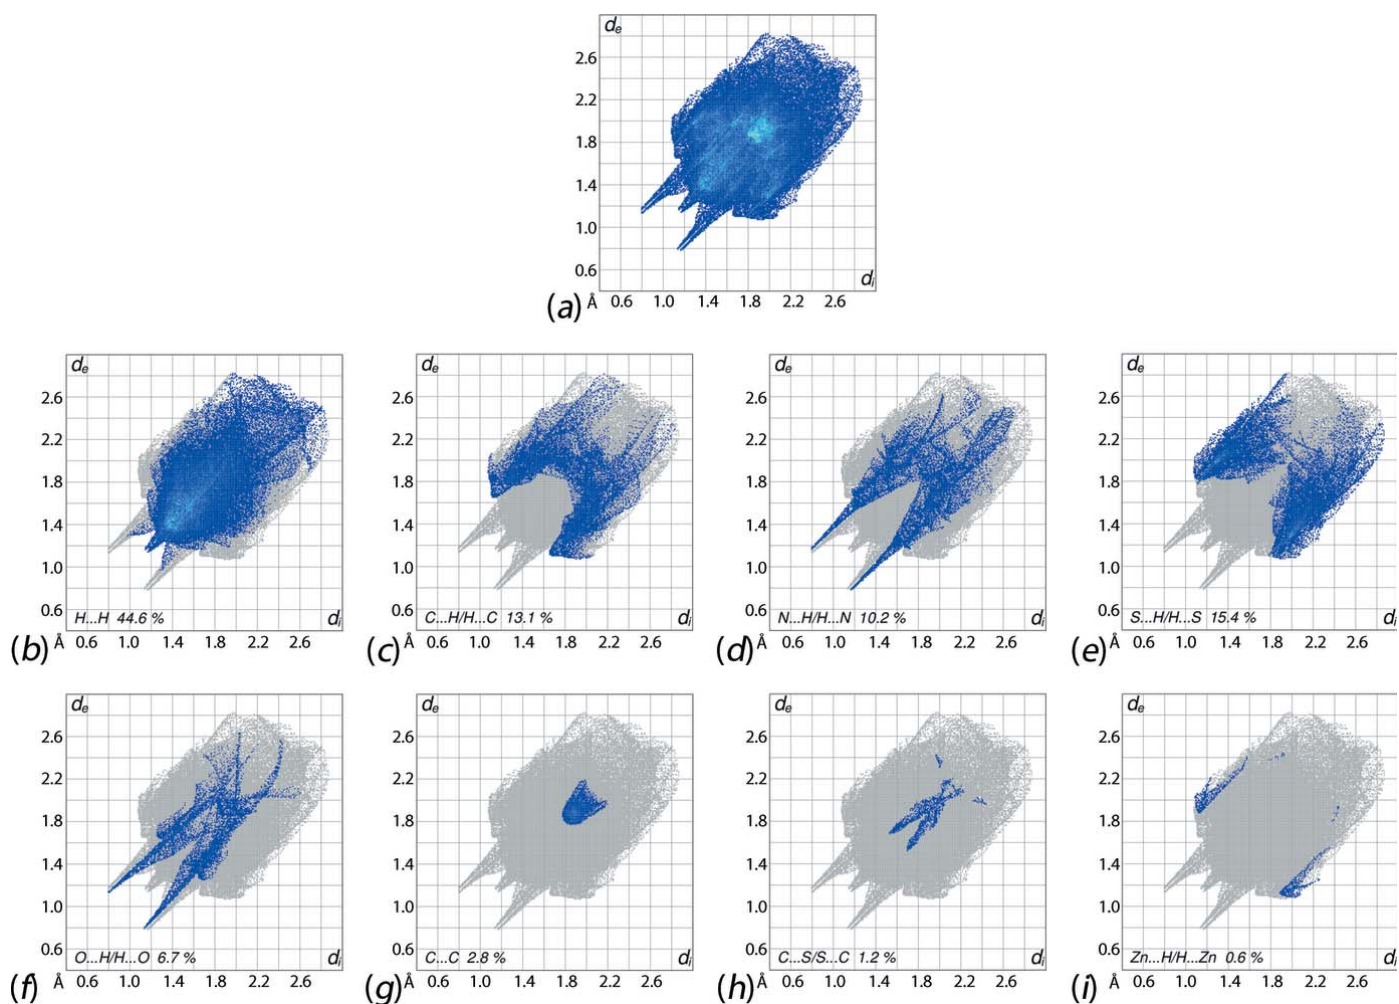 dₑ
2.6
2.2
1.8
1.4
1.0
0.6
dᵢ
(a) Å 0.6 1.0 1.4 1.8 2.2 2.6
dₑ dₑ dₑ dₑ
2.6 2.6 2.6 2.6
2.2 2.2 2.2 2.2
1.8 1.8 1.8 1.8
1.4 1.4 1.4 1.4
1.0 1.0 1.0 1.0
0.6 H...H 44.6 % dᵢ 0.6 C...H/H...C 13.1 % dᵢ 0.6 N...H/H...N 10.2 % dᵢ 0.6 S...H/H...S 15.4 % dᵢ
(b) Å 0.6 1.0 1.4 1.8 2.2 2.6 (c) Å 0.6 1.0 1.4 1.8 2.2 2.6 (d) Å 0.6 1.0 1.4 1.8 2.2 2.6 (e) Å 0.6 1.0 1.4 1.8 2.2 2.6
dₑ dₑ dₑ dₑ
2.6 2.6 2.6 2.6
2.2 2.2 2.2 2.2
1.8 1.8 1.8 1.8
1.4 1.4 1.4 1.4
1.0 1.0 1.0 1.0
0.6 O...H/H...O 6.7 % dᵢ 0.6 C...C 2.8 % dᵢ 0.6 C...S/S...C 1.2 % dᵢ 0.6 Zn...H/H...Zn 0.6 % dᵢ
(f) Å 0.6 1.0 1.4 1.8 2.2 2.6 (g) Å 0.6 1.0 1.4 1.8 2.2 2.6 (h) Å 0.6 1.0 1.4 1.8 2.2 2.6 (i) Å 0.6 1.0 1.4 1.8 2.2 2.6